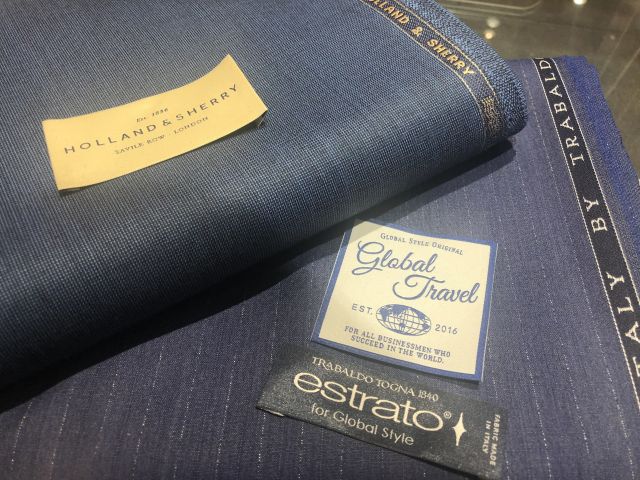 HOLLAND & SHERRY
Est. 1836
HOLLAND & SHERRY
SAVILE ROW · LONDON
ITALY BY TRABALD
GLOBAL STYLE ORIGINAL
Global
Travel
EST. 2016
FOR ALL BUSINESSMEN WHO
SUCCEED IN THE WORLD.
TRABALDO TOGNA 1840
estrato®
for Global Style
FABRIC MADE
IN ITALY